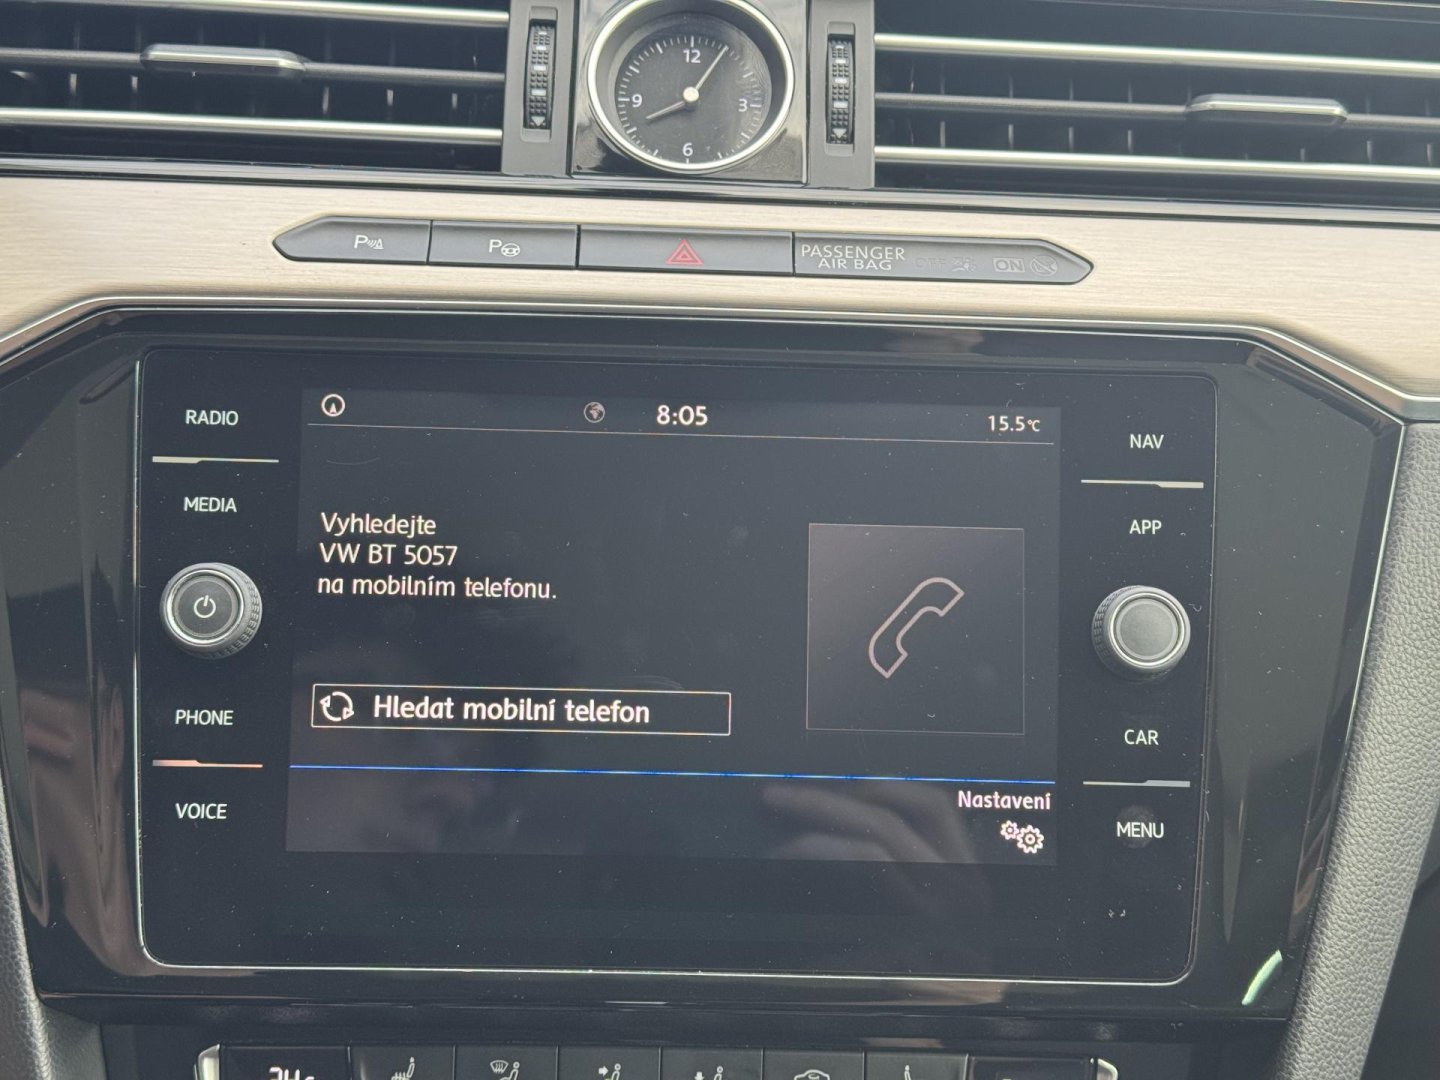 12
9
3
6
P
P
PASSENGER
AIR BAG
OFF
ON
RADIO
8:05
15.5°C
NAV
MEDIA
APP
Vyhledejte
VW BT 5057
na mobilním telefonu.
PHONE
Hledat mobilní telefon
CAR
VOICE
Nastavení
MENU